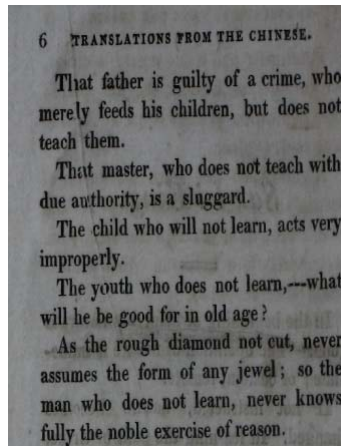 6 TRANSLATIONS FROM THE CHINESE.
That father is guilty of a crime, who
merely feeds his children, but does not
teach them.
That master, who does not teach with
due authority, is a sluggard.
The child who will not learn, acts very
improperly.
The youth who does not learn,---what
will he be good for in old age?
As the rough diamond not cut, never
assumes the form of any jewel; so the
man who does not learn, never knows
fully the noble exercise of reason.